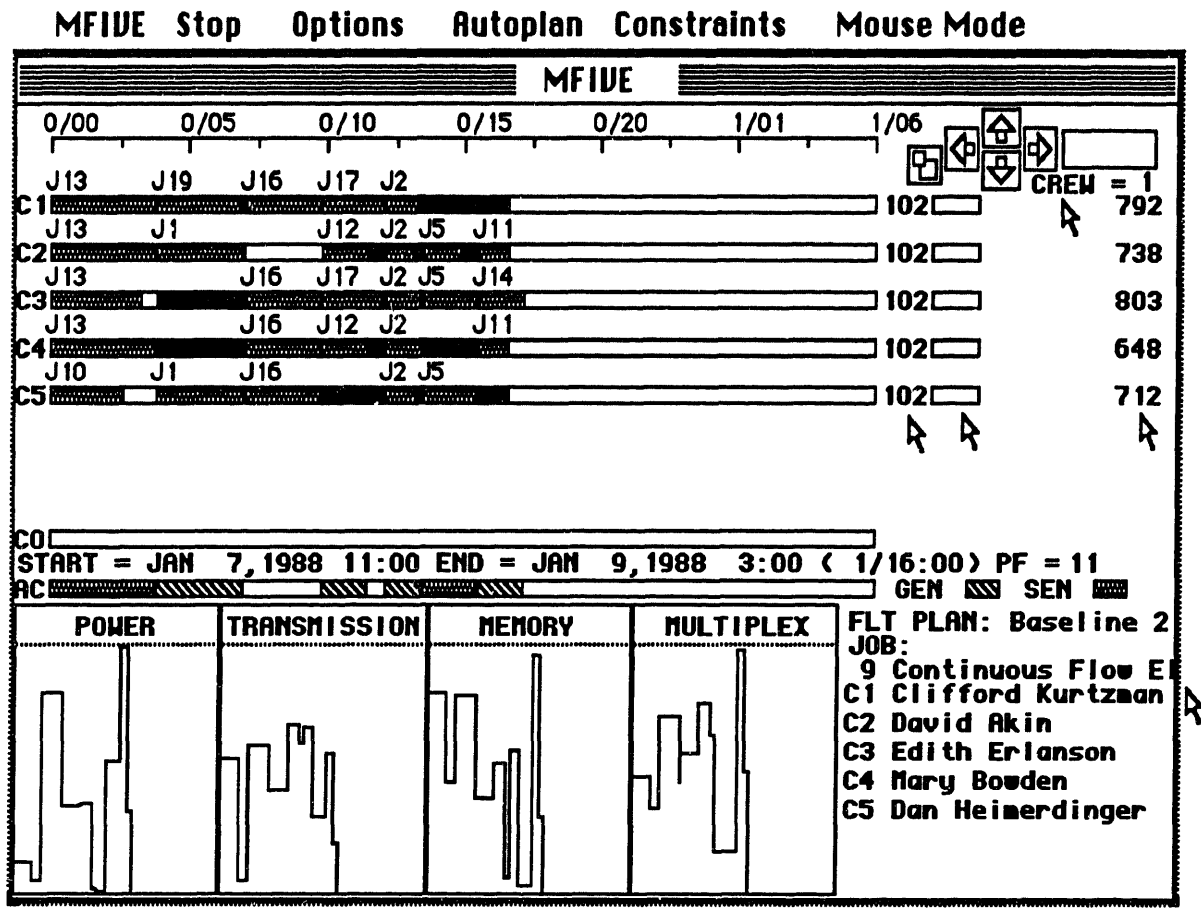 MFIVE Stop Options Autoplan Constraints Mouse Mode
MFIVE
0/00 0/05 0/10 0/15 0/20 1/01 1/06
CREW = 1
J13 J19 J16 J17 J2
C1 102 792
J13 J1 J12 J2 J5 J11
C2 102 738
J13 J16 J17 J2 J5 J14
C3 102 803
J13 J16 J12 J2 J11
C4 102 648
J10 J1 J16 J2 J5
C5 102 712
C0
START = JAN 7,1988 11:00 END = JAN 9,1988 3:00 ( 1/16:00) PF = 11
AC GEN SEN
POWER TRANSMISSION MEMORY MULTIPLEX
FLT PLAN: Baseline 2
JOB:
9 Continuous Flow El
C1 Clifford Kurtzman
C2 David Akin
C3 Edith Erlanson
C4 Mary Bowden
C5 Dan Heimerdinger